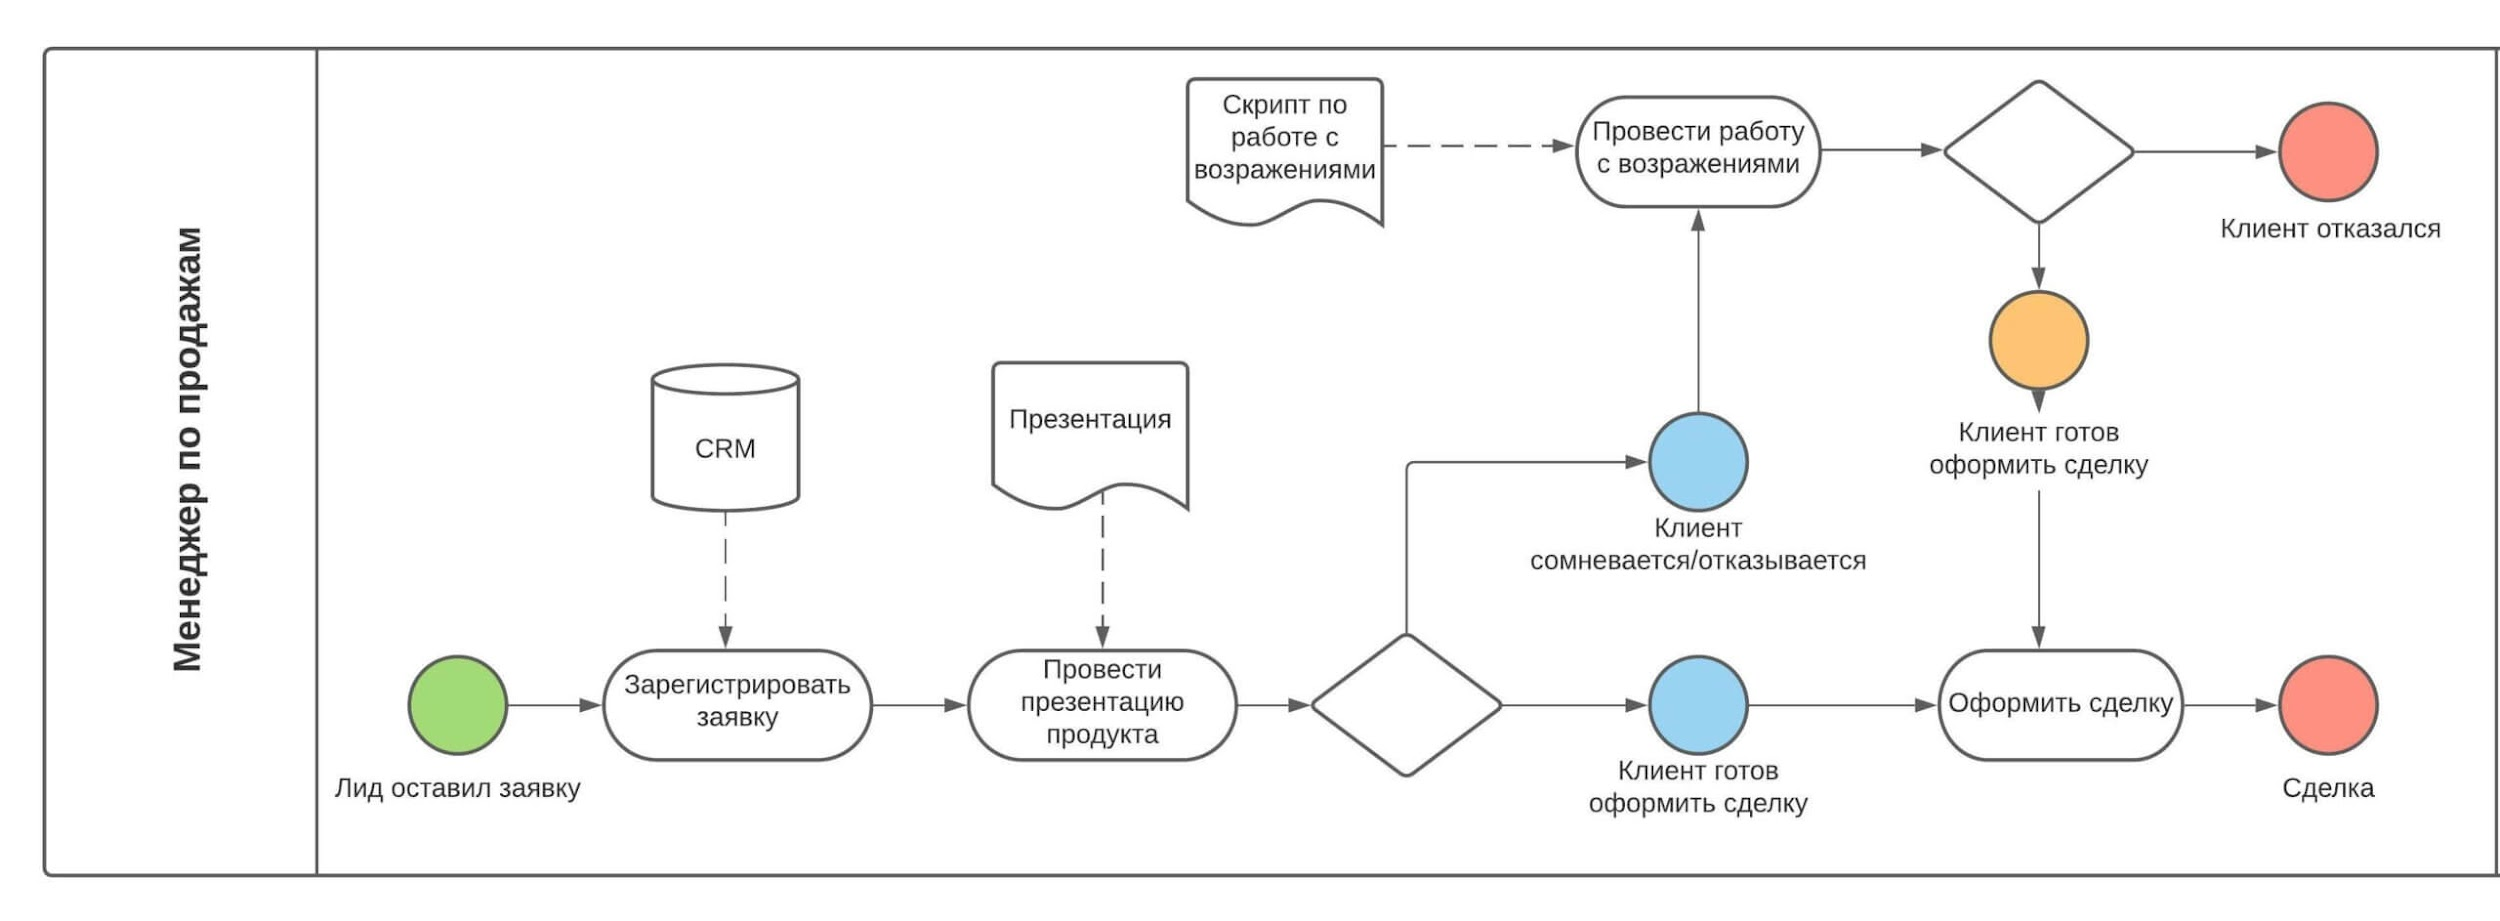 Менеджер по продажам
Скрипт по
работе с
возражениями
Провести работу
с возражениями
Клиент отказался
CRM
Презентация
Клиент готов
оформить сделку
Клиент
сомневается/отказывается
Лид оставил заявку
Зарегистрировать
заявку
Провести
презентацию
продукта
Клиент готов
оформить сделку
Оформить сделку
Сделка